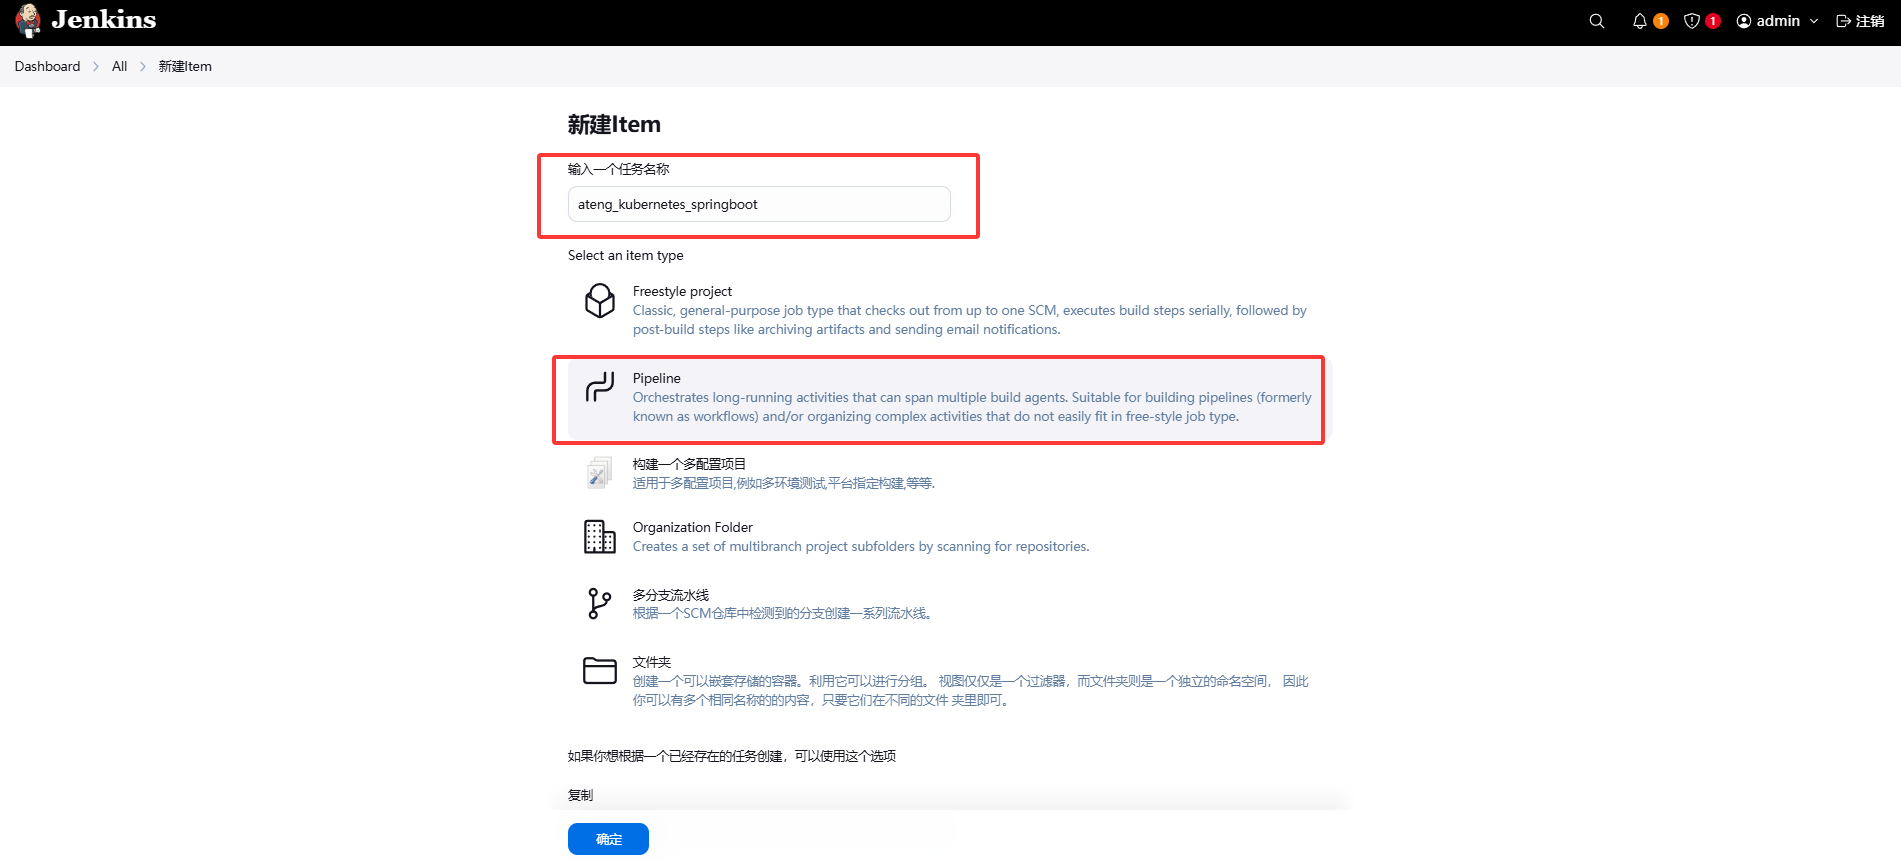 Jenkins
1
1
admin
注销
Dashboard
All
新建Item
新建Item
输入一个任务名称
ateng_kubernetes_springboot
Select an item type
Freestyle project
Classic, general-purpose job type that checks out from up to one SCM, executes build steps serially, followed by
post-build steps like archiving artifacts and sending email notifications.
Pipeline
Orchestrates long-running activities that can span multiple build agents. Suitable for building pipelines (formerly
known as workflows) and/or organizing complex activities that do not easily fit in free-style job type.
构建一个多配置项目
适用于多配置项目,例如多环境测试,平台指定构建,等等.
Organization Folder
Creates a set of multibranch project subfolders by scanning for repositories.
多分支流水线
根据一个SCM仓库中检测到的分支创建一系列流水线。
文件夹
创建一个可以嵌套存储的容器。利用它可以进行分组。 视图仅仅是一个过滤器，而文件夹则是一个独立的命名空间， 因此
你可以有多个相同名称的的内容，只要它们在不同的文件 夹里即可。
如果你想根据一个已经存在的任务创建，可以使用这个选项
复制
确定